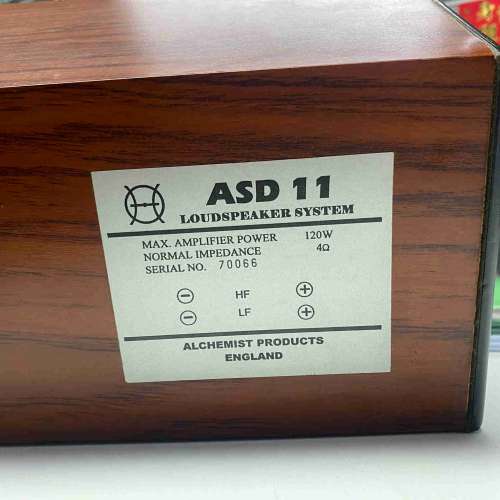 ASD 11
LOUDSPEAKER SYSTEM
MAX. AMPLIFIER POWER 120W
NORMAL IMPEDANCE 4Ω
SERIAL NO. 70066
⊖ HF ⊕
⊖ LF ⊕
ALCHEMIST PRODUCTS
ENGLAND